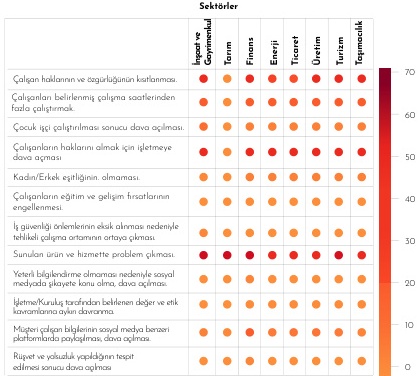 Sektörler
İnşaat ve
Gayrimenkul
Tarım
Finans
Enerji
Ticaret
Üretim
Turizm
Taşımacılık
Çalışan haklarının ve özgürlüğünün kısıtlanması.
Çalışanları belirlenmiş çalışma saatlerinden
fazla çalıştırmak.
Çocuk işçi çalıştırılması sonucu dava açılması.
Çalışanların haklarını almak için işletmeye
dava açması
Kadın/Erkek eşitliğinin. olmaması.
Çalışanların eğitim ve gelişim fırsatlarının
engellenmesi.
İş güvenliği önlemlerinin eksik alınması nedeniyle
tehlikeli çalışma ortamının ortaya çıkması.
Sunulan ürün ve hizmette problem çıkması.
Yeterli bilgilendirme olmaması nedeniyle sosyal
medyada şikayete konu olma, dava açılması.
İşletme/Kuruluş tarafından belirlenen değer ve etik
kavramlarına aykırı davranma.
Müşteri çalışan bilgilerinin sosyal medya benzeri
platformlarda paylaşılması, dava açılması.
Rüşvet ve yolsuzluk yapıldığının tespit
edilmesi sonucu dava açılması
70
60
50
40
30
20
10
0